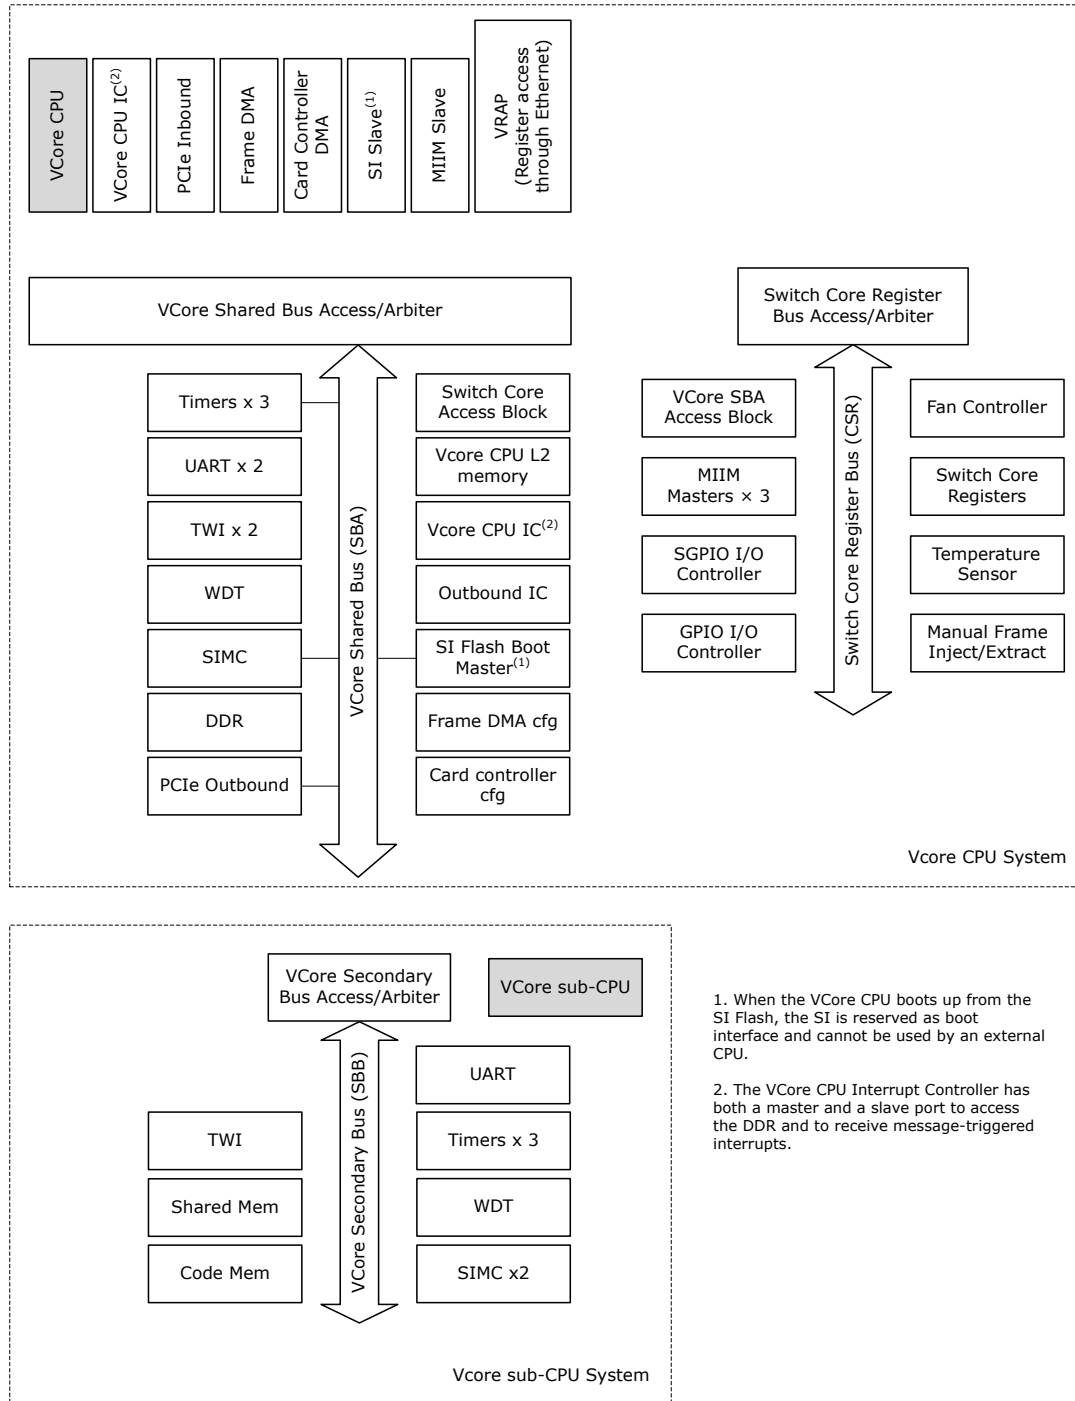 VCore CPU
VCore CPU IC(2)
PCIe Inbound
Frame DMA
Card Controller
DMA
SI Slave(1)
MIIM Slave
VRAP
(Register access
through Ethernet)
VCore Shared Bus Access/Arbiter
Switch Core Register
Bus Access/Arbiter
Timers x 3
UART x 2
TWI x 2
WDT
SIMC
DDR
PCIe Outbound
VCore Shared Bus (SBA)
Switch Core
Access Block
Vcore CPU L2
memory
Vcore CPU IC(2)
Outbound IC
SI Flash Boot
Master(1)
Frame DMA cfg
Card controller
cfg
VCore SBA
Access Block
MIIM
Masters × 3
SGPIO I/O
Controller
GPIO I/O
Controller
Switch Core Register Bus (CSR)
Fan Controller
Switch Core
Registers
Temperature
Sensor
Manual Frame
Inject/Extract
Vcore CPU System
VCore Secondary
Bus Access/Arbiter
VCore sub-CPU
TWI
Shared Mem
Code Mem
VCore Secondary Bus (SBB)
UART
Timers x 3
WDT
SIMC x2
Vcore sub-CPU System
1. When the VCore CPU boots up from the
SI Flash, the SI is reserved as boot
interface and cannot be used by an external
CPU.
2. The VCore CPU Interrupt Controller has
both a master and a slave port to access
the DDR and to receive message-triggered
interrupts.